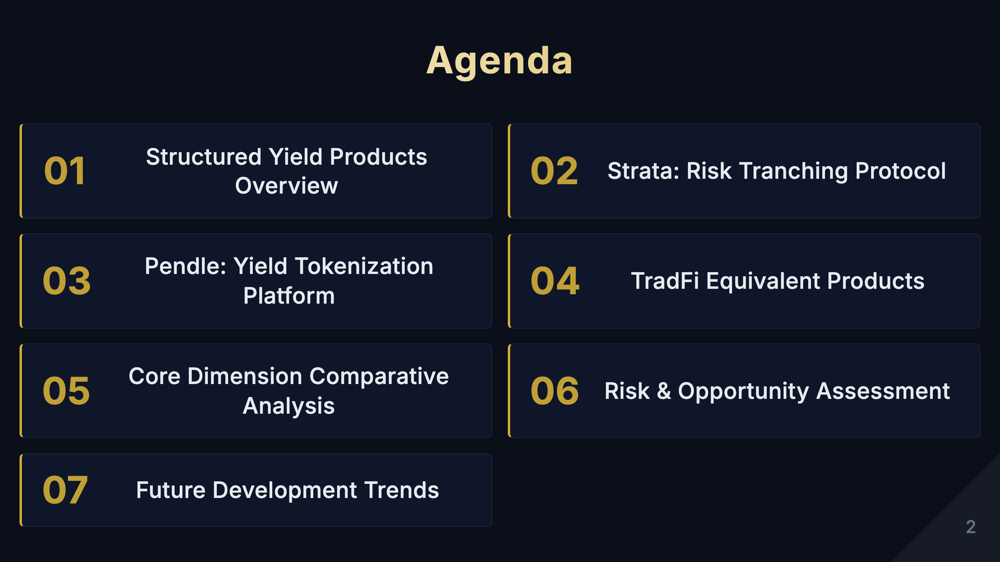 Agenda
01
Structured Yield Products
Overview
02
Strata: Risk Tranching Protocol
03
Pendle: Yield Tokenization
Platform
04
TradFi Equivalent Products
05
Core Dimension Comparative
Analysis
06
Risk & Opportunity Assessment
07
Future Development Trends
2